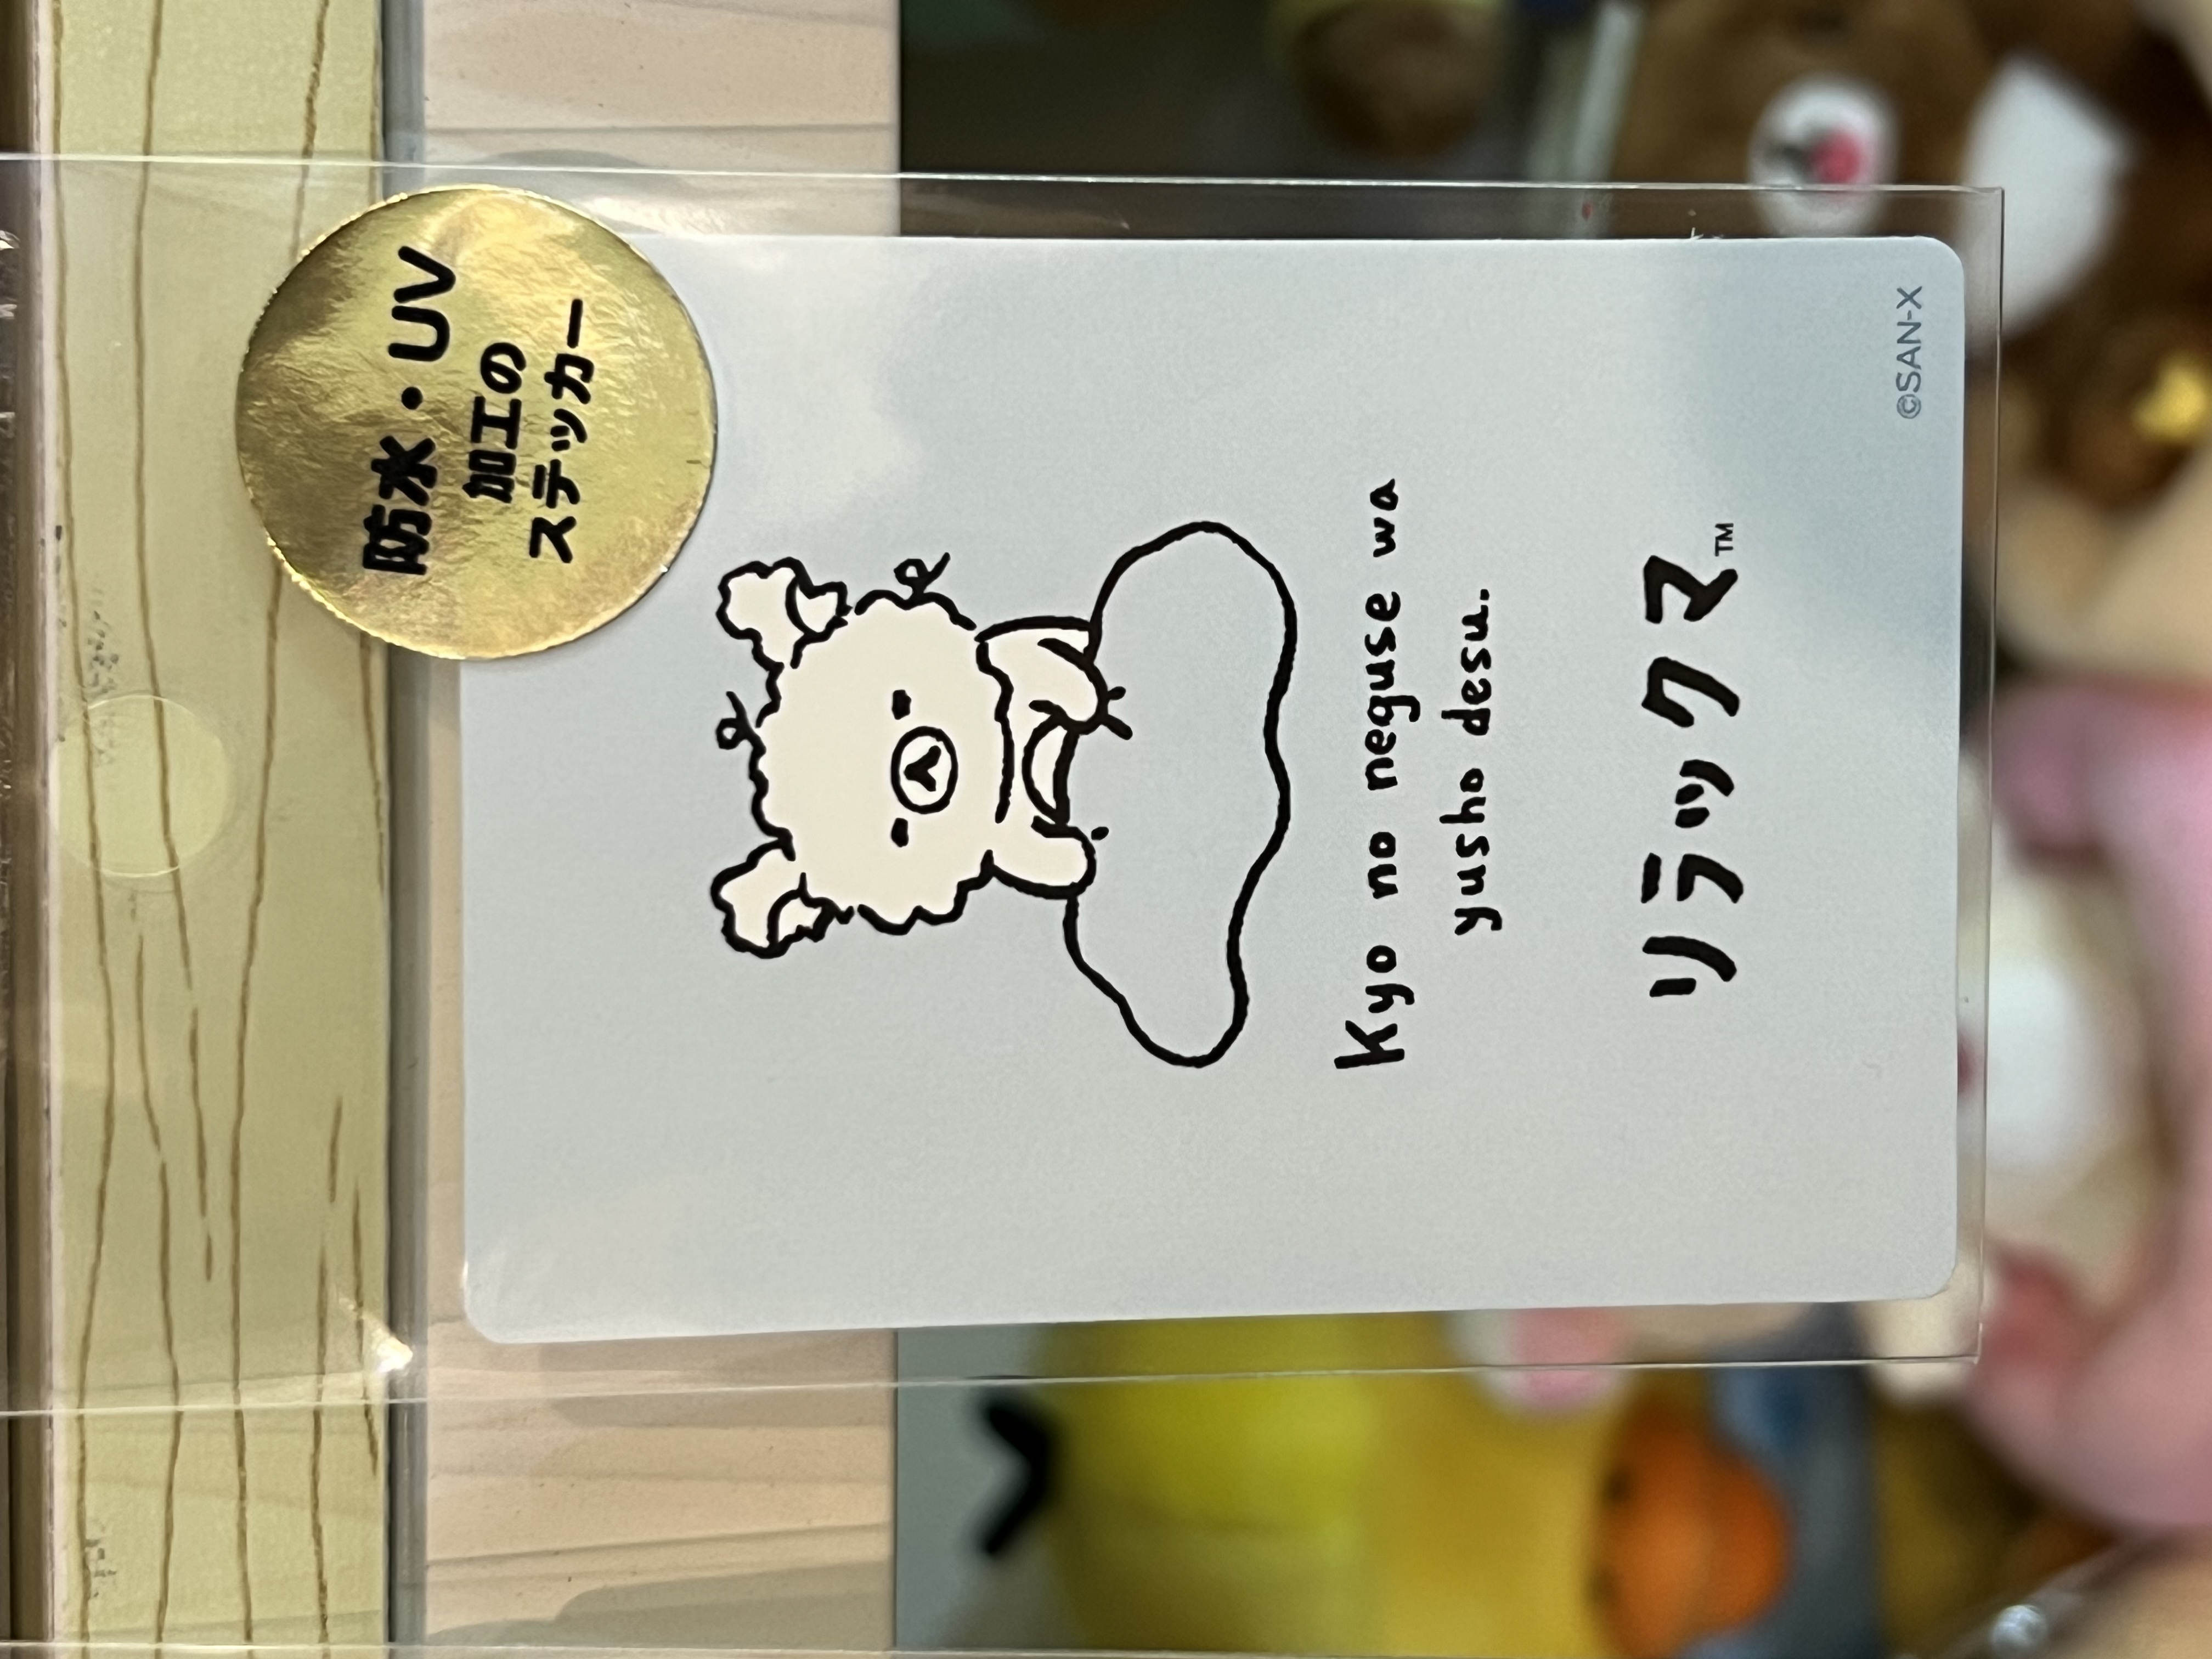 防水・UV
加工の
ステッカー
Kyo no neguse wa
yusho desu.
リラックマ™
©SAN-X